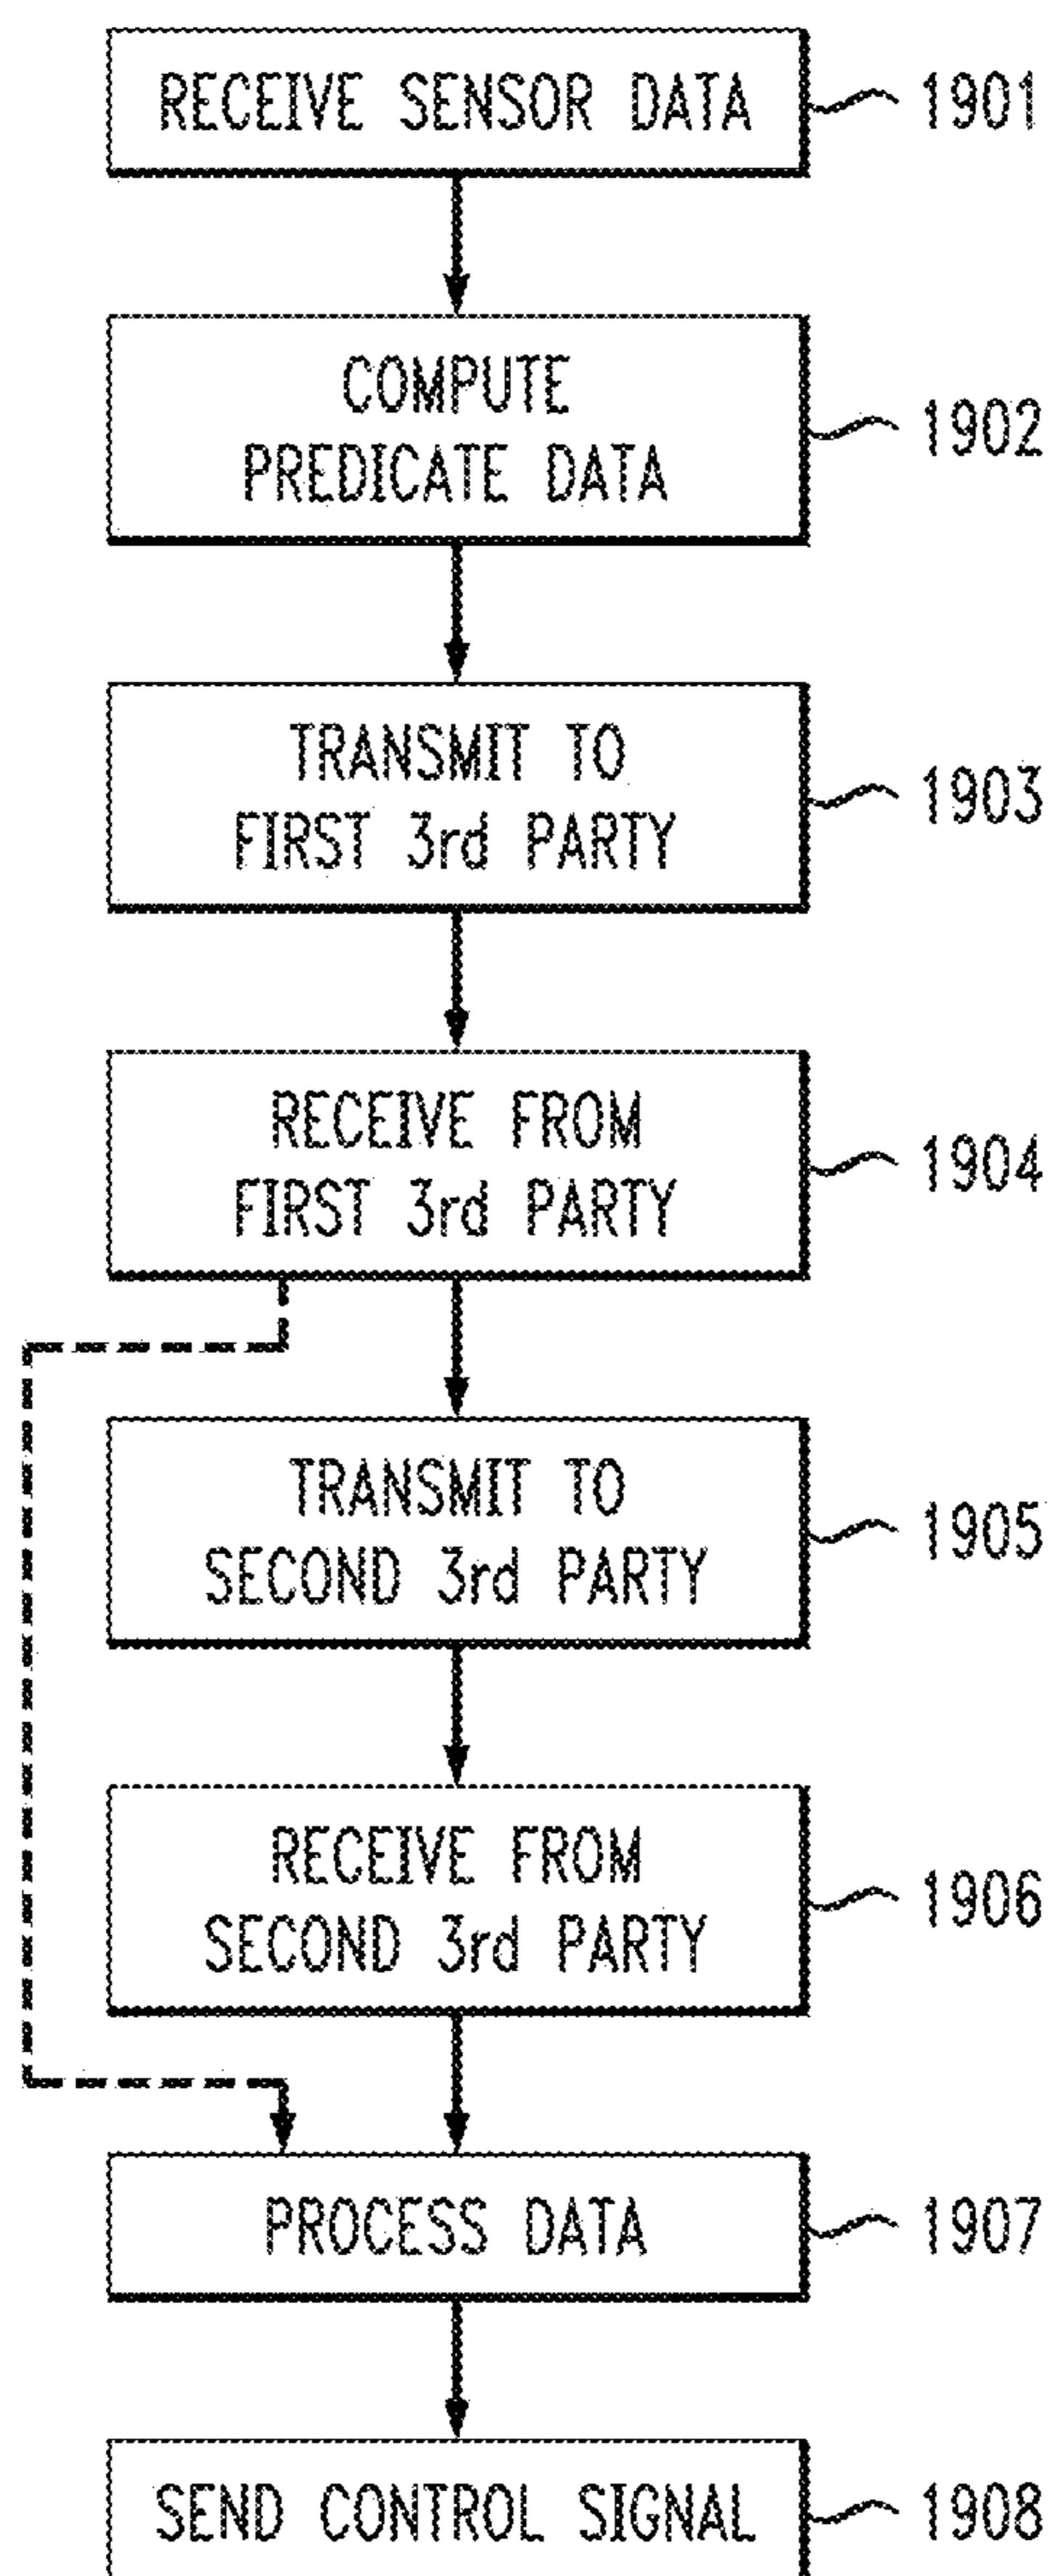 RECEIVE SENSOR DATA
1901
COMPUTE
PREDICATE DATA
1902
TRANSMIT TO
FIRST 3rd PARTY
1903
RECEIVE FROM
FIRST 3rd PARTY
1904
TRANSMIT TO
SECOND 3rd PARTY
1905
RECEIVE FROM
SECOND 3rd PARTY
1906
PROCESS DATA
1907
SEND CONTROL SIGNAL
1908